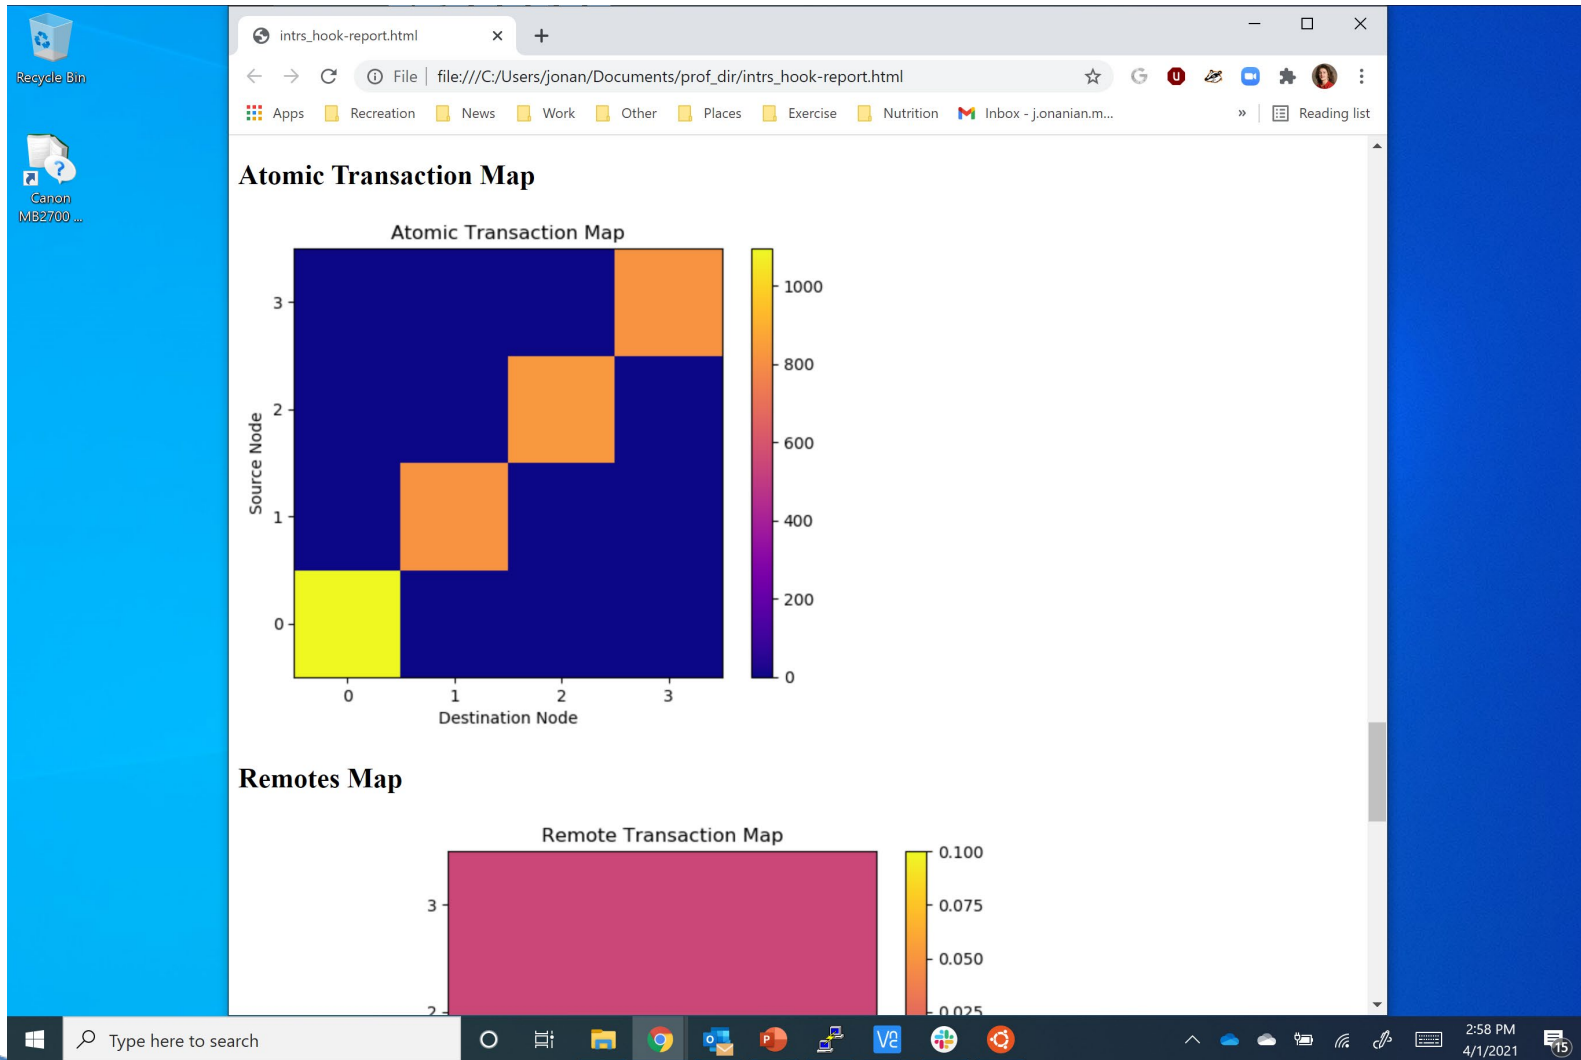 Recycle Bin
Canon
MB2700 ...
intrs_hook-report.html
File
file:///C:/Users/jonan/Documents/prof_dir/intrs_hook-report.html
Apps
Recreation
News
Work
Other
Places
Exercise
Nutrition
Inbox - j.onanian.m...
»
Reading list
Atomic Transaction Map
Atomic Transaction Map
3
2
1
0
Source Node
0 1 2 3
Destination Node
1000
800
600
400
200
0
Remotes Map
Remote Transaction Map
3
2
0.100
0.075
0.050
0.025
Type here to search
2:58 PM
4/1/2021
15